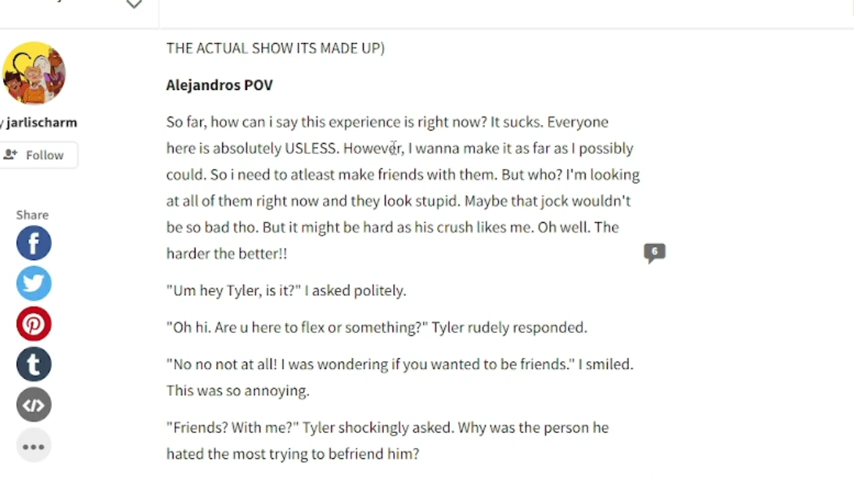 THE ACTUAL SHOW ITS MADE UP)
Alejandros POV
So far, how can i say this experience is right now? It sucks. Everyone
here is absolutely USLESS. However, I wanna make it as far as I possibly
could. So i need to atleast make friends with them. But who? I'm looking
at all of them right now and they look stupid. Maybe that jock wouldn't
be so bad tho. But it might be hard as his crush likes me. Oh well. The
harder the better!!
6
"Um hey Tyler, is it?" I asked politely.
"Oh hi. Are u here to flex or something?" Tyler rudely responded.
"No no not at all! I was wondering if you wanted to be friends." I smiled.
This was so annoying.
"Friends? With me?" Tyler shockingly asked. Why was the person he
hated the most trying to befriend him?
y jarlischarm
Follow
Share